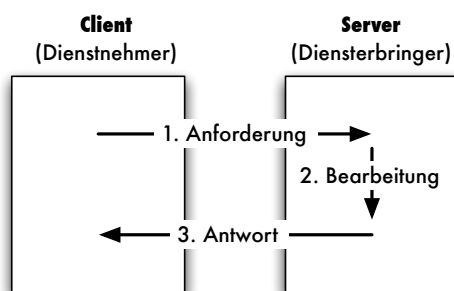 Client
(Dienstnehmer)
Server
(Diensterbringer)
1. Anforderung
2. Bearbeitung
3. Antwort